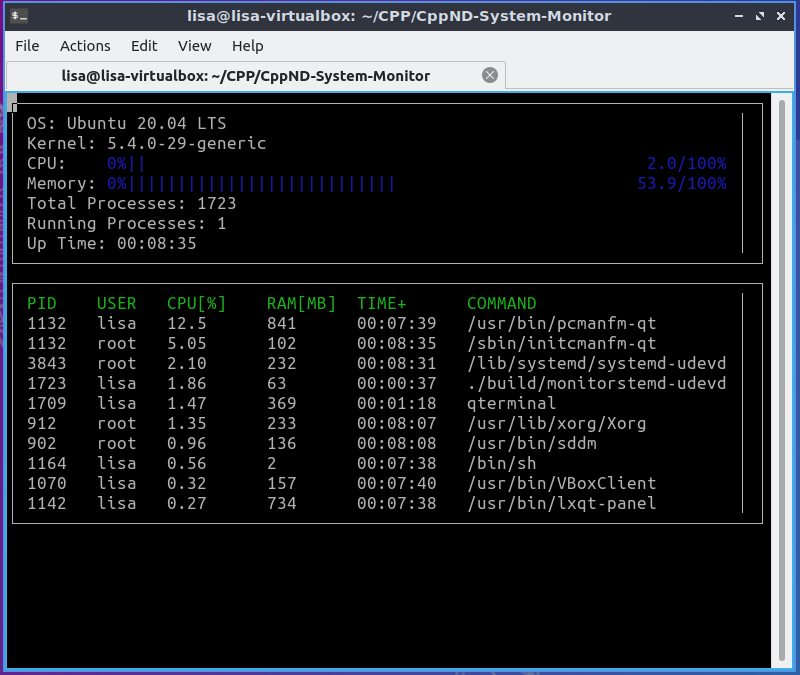 lisa@lisa-virtualbox: ~/CPP/CppND-System-Monitor
File Actions Edit View Help
lisa@lisa-virtualbox: ~/CPP/CppND-System-Monitor
OS: Ubuntu 20.04 LTS
Kernel: 5.4.0-29-generic
CPU: 0%|| 2.0/100%
Memory: 0%||||||||||||||||||||||||||| 53.9/100%
Total Processes: 1723
Running Processes: 1
Up Time: 00:08:35
PID USER CPU[%] RAM[MB] TIME+ COMMAND
1132 lisa 12.5 841 00:07:39 /usr/bin/pcmanfm-qt
1132 root 5.05 102 00:08:35 /sbin/initcmanfm-qt
3843 root 2.10 232 00:08:31 /lib/systemd/systemd-udevd
1723 lisa 1.86 63 00:00:37 ./build/monitorstemd-udevd
1709 lisa 1.47 369 00:01:18 qterminal
912 root 1.35 233 00:08:07 /usr/lib/xorg/Xorg
902 root 0.96 136 00:08:08 /usr/bin/sddm
1164 lisa 0.56 2 00:07:38 /bin/sh
1070 lisa 0.32 157 00:07:40 /usr/bin/VBoxClient
1142 lisa 0.27 734 00:07:38 /usr/bin/lxqt-panel